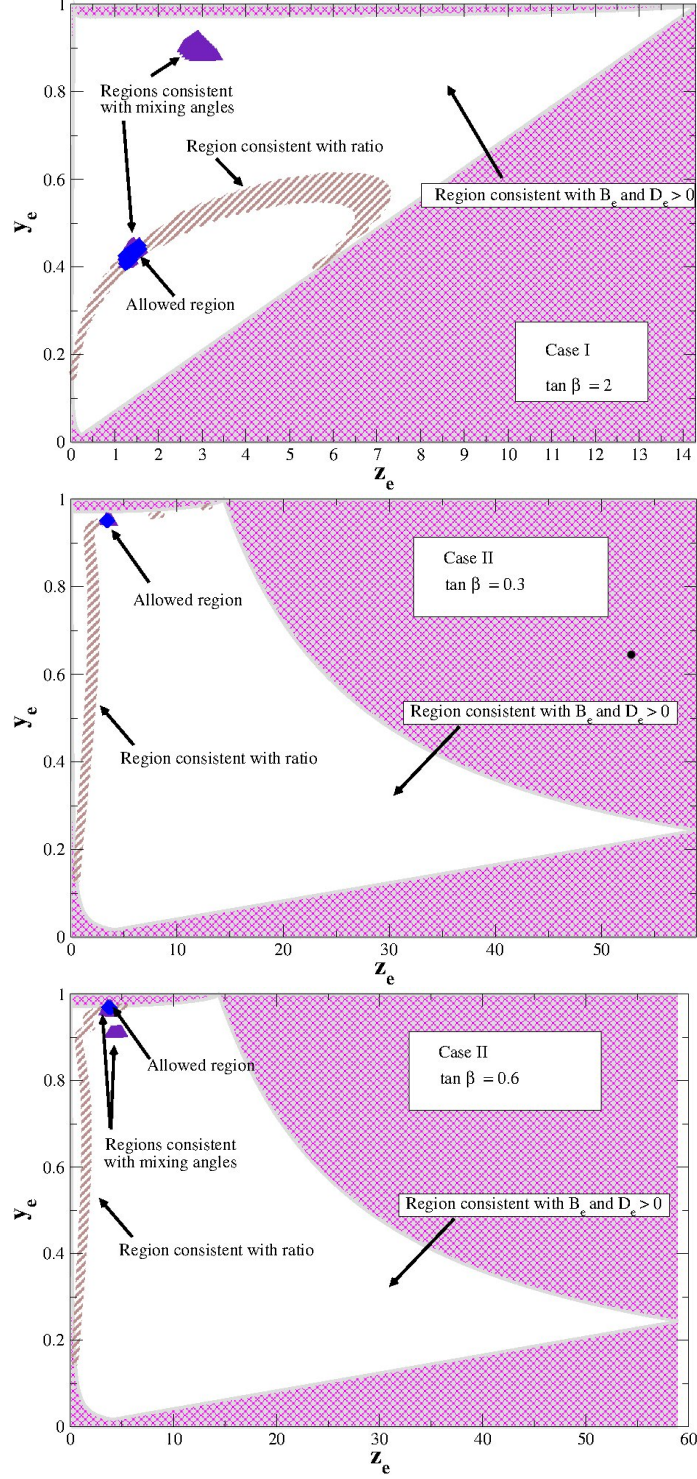 1
0.8
0.6
0.4
0.2
0
y_e
Regions consistent
with mixing angles
Region consistent with ratio
Region consistent with B_e and D_e > 0
Allowed region
Case I
tan β = 2
0 1 2 3 4 5 6 7 8 9 10 11 12 13 14
z_e
1
0.8
0.6
0.4
0.2
0
y_e
Allowed region
Case II
tan β = 0.3
Region consistent with B_e and D_e > 0
Region consistent with ratio
0 10 20 30 40 50
z_e
1
0.8
0.6
0.4
0.2
0
y_e
Case II
tan β = 0.6
Allowed region
Regions consistent
with mixing angles
Region consistent with B_e and D_e > 0
Region consistent with ratio
0 10 20 30 40 50 60
z_e